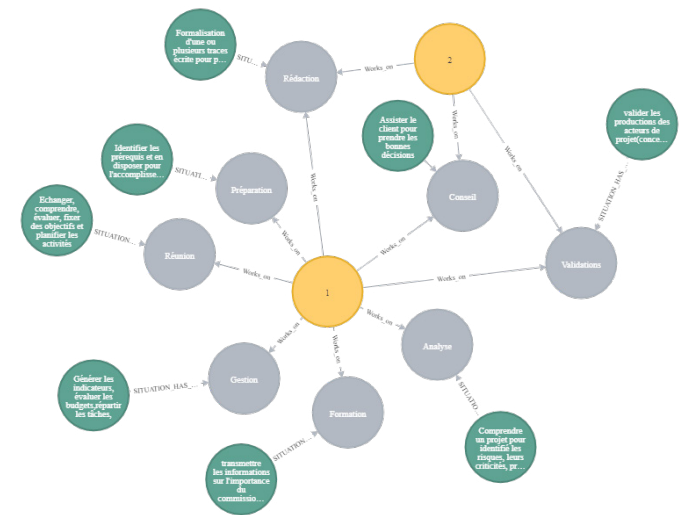 Formalisation
d'une ou
plusieurs traces
écrite pour p…
SITU…
Rédaction
Works_on
2
Works_on
Works_on
Assister le
client pour
prendre les
bonnes
décisions
valider les
productions des
acteurs de
projet(conce…
SITUATION_HAS_…
Identifier les
prérequis et en
disposer pour
l'accomplisse…
SITUATI…
Préparation
Works_on
Works_on
Conseil
Echanger,
comprendre,
évaluer, fixer
des objectifs et
planifier les
activités
SITUATION…
Réunion
Works_on
Works_on
Validations
Works_on
1
Works_on
Works_on
Works_on
Analyse
Générer les
indicateurs,
évaluer les
budgets,répartir
les tâches,
SITUATION_HAS_…
Gestion
Formation
SITUATIO…
SITUATION…
transmettre
les informations
sur l'importance
du
commissio…
Comprendre
un projet pour
identifié les
risques, leurs
criticités, pr…